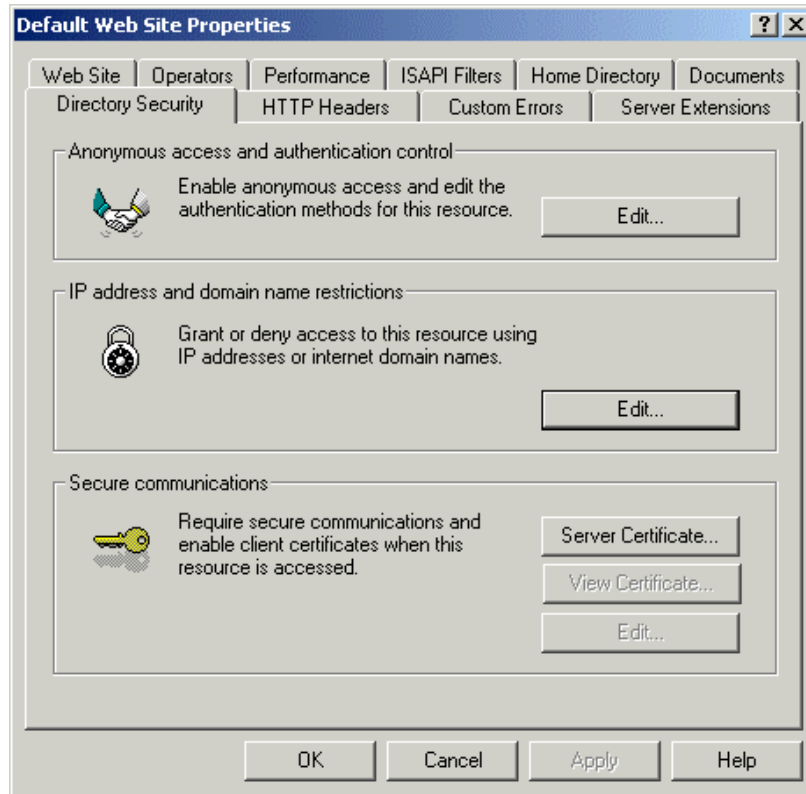 Default Web Site Properties
Web Site Operators Performance ISAPI Filters Home Directory Documents
Directory Security HTTP Headers Custom Errors Server Extensions
Anonymous access and authentication control
Enable anonymous access and edit the
authentication methods for this resource.
Edit...
IP address and domain name restrictions
Grant or deny access to this resource using
IP addresses or internet domain names.
Edit...
Secure communications
Require secure communications and
enable client certificates when this
resource is accessed.
Server Certificate...
View Certificate...
Edit...
OK Cancel Apply Help